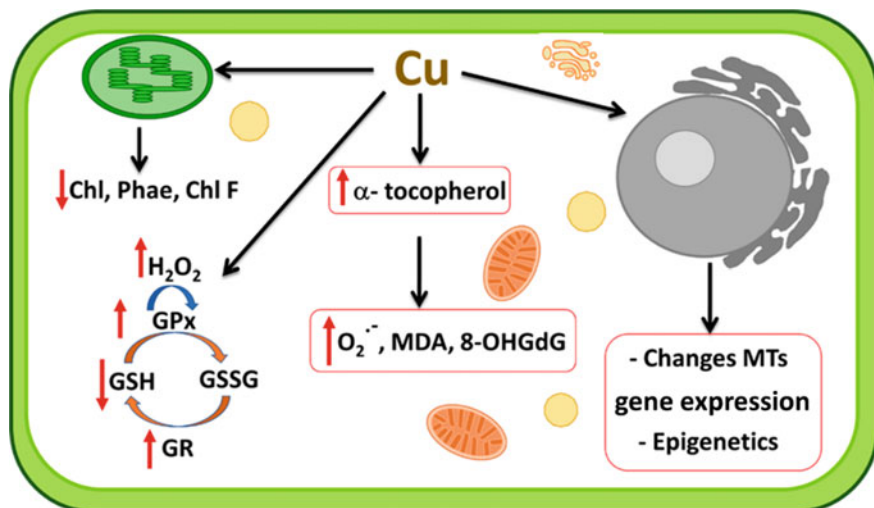 Cu
Chl, Phae, Chl F
α- tocopherol
H₂O₂
GPx
GSH GSSG
GR
O₂·⁻, MDA, 8-OHGdG
- Changes MTs
gene expression
- Epigenetics